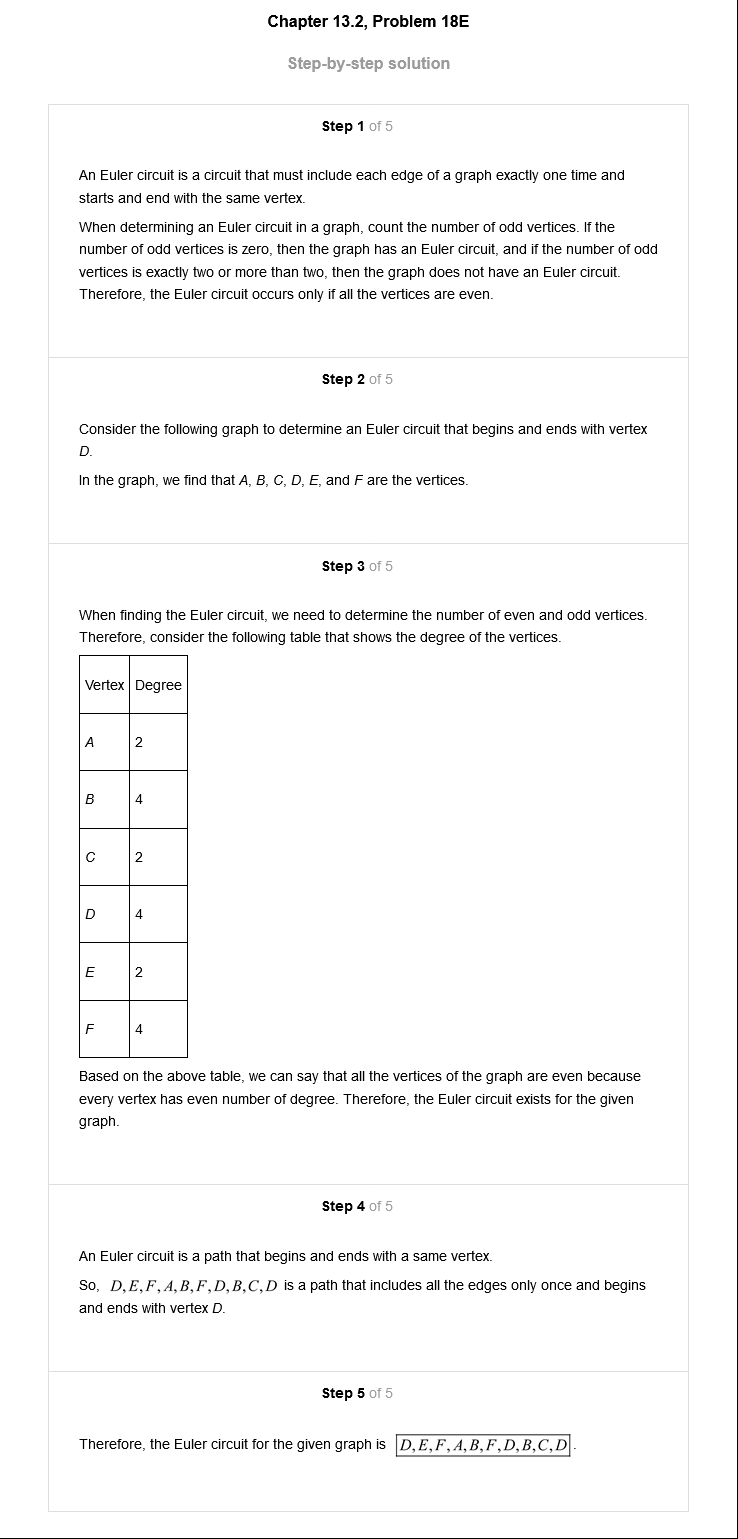 Chapter 13.2, Problem 18E
Step-by-step solution
Step 1 of 5
An Euler circuit is a circuit that must include each edge of a graph exactly one time and
starts and end with the same vertex.
When determining an Euler circuit in a graph, count the number of odd vertices. If the
number of odd vertices is zero, then the graph has an Euler circuit, and if the number of odd
vertices is exactly two or more than two, then the graph does not have an Euler circuit.
Therefore, the Euler circuit occurs only if all the vertices are even.
Step 2 of 5
Consider the following graph to determine an Euler circuit that begins and ends with vertex
D.
In the graph, we find that A, B, C, D, E, and F are the vertices.
Step 3 of 5
When finding the Euler circuit, we need to determine the number of even and odd vertices.
Therefore, consider the following table that shows the degree of the vertices.
Vertex Degree
A 2
B 4
C 2
D 4
E 2
F 4
Based on the above table, we can say that all the vertices of the graph are even because
every vertex has even number of degree. Therefore, the Euler circuit exists for the given
graph.
Step 4 of 5
An Euler circuit is a path that begins and ends with a same vertex.
So, D,E,F,A,B,F,D,B,C,D is a path that includes all the edges only once and begins
and ends with vertex D.
Step 5 of 5
Therefore, the Euler circuit for the given graph is D,E,F,A,B,F,D,B,C,D .